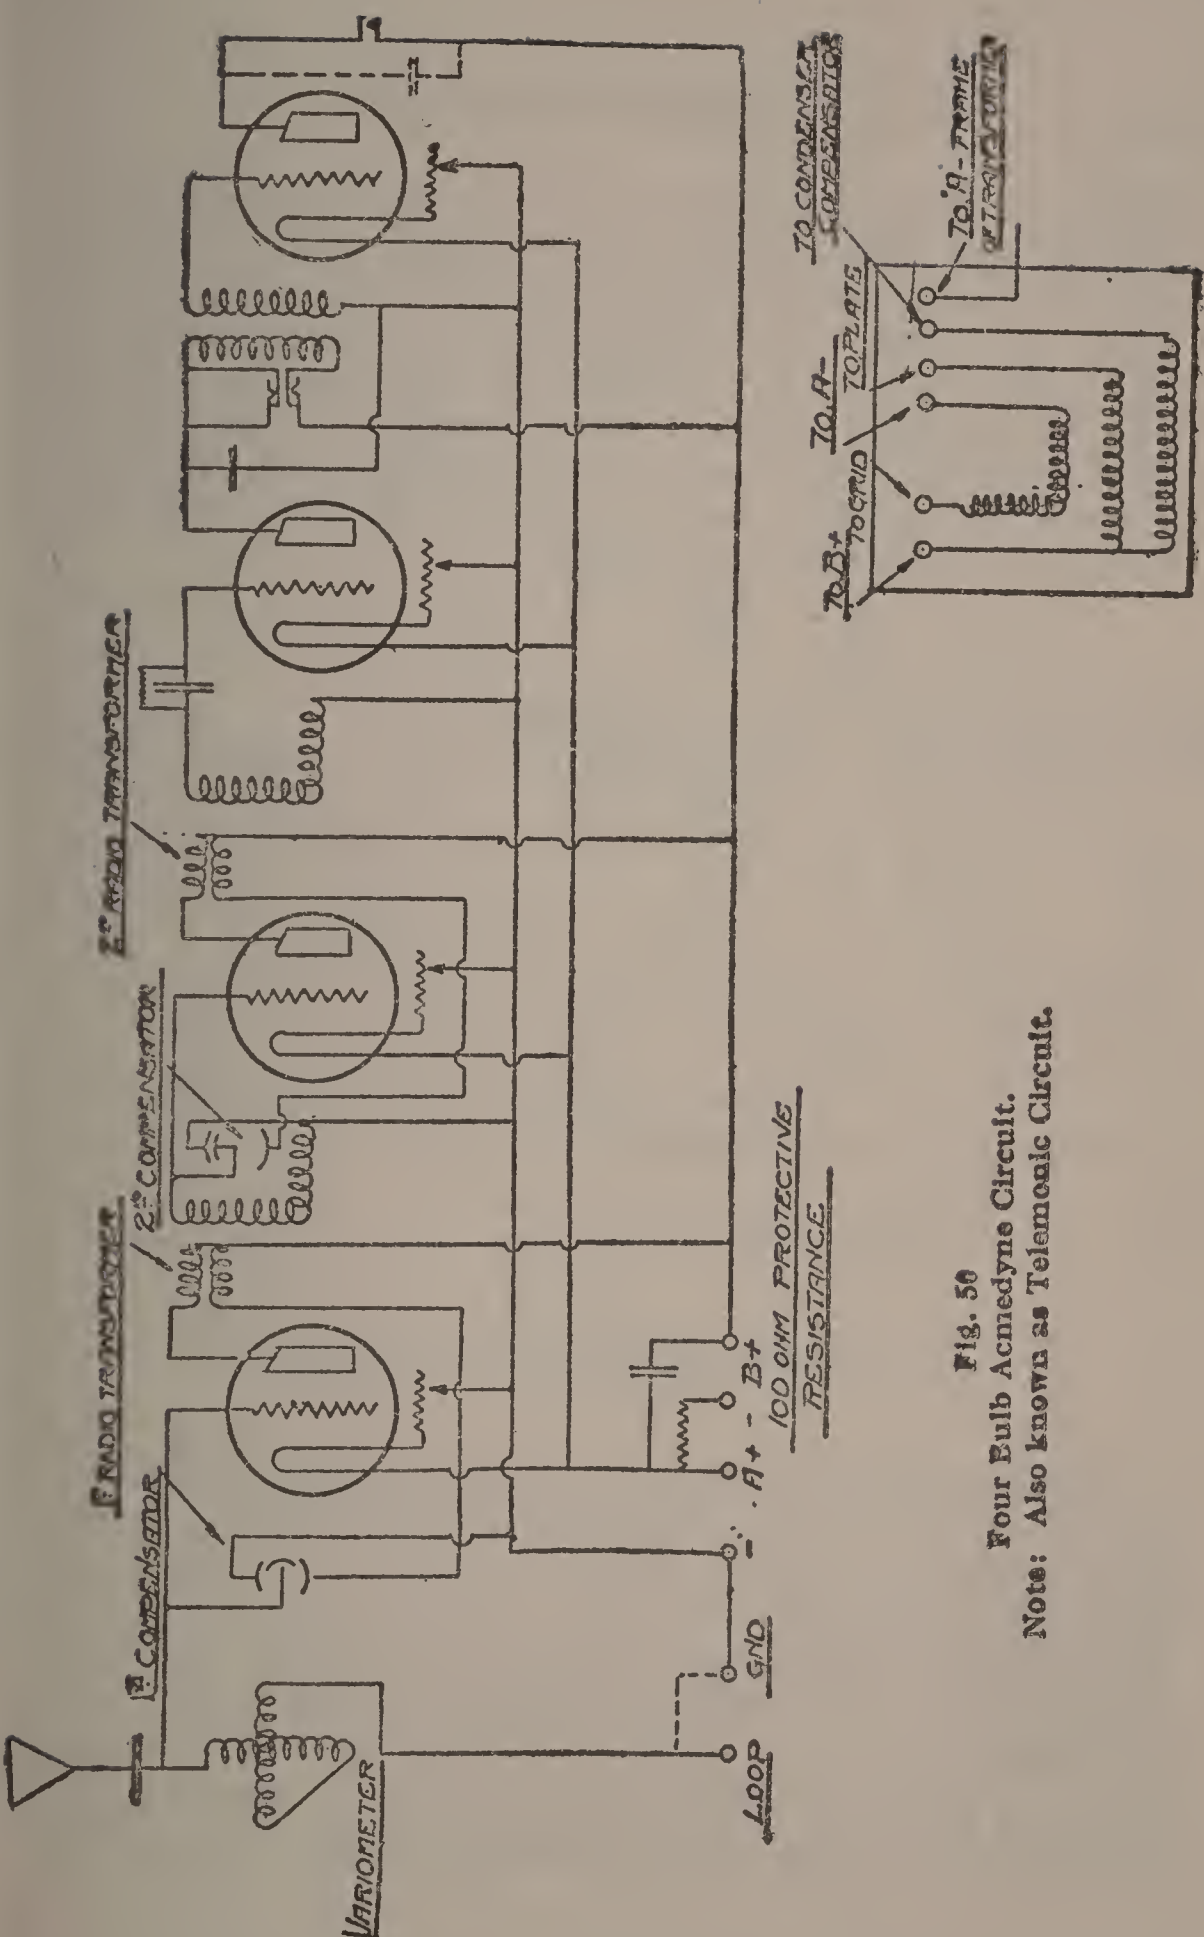 1ST RADIO TRANSFORMER
2ND RADIO TRANSFORMER
1ST COMPENSATOR
2ND COMPENSATOR
VARIOMETER
LOOP
GND
-
A+
-
B+
100 OHM PROTECTIVE
RESISTANCE
TO B+
TO GRID
TO A-
TO PLATE
TO CONDENSER
COMPENSATOR
TO "A-" FRAME
OF TRANSFORMER
Fig. 50
Four Bulb Acmedyne Circuit.
Note: Also known as Telemonic Circuit.